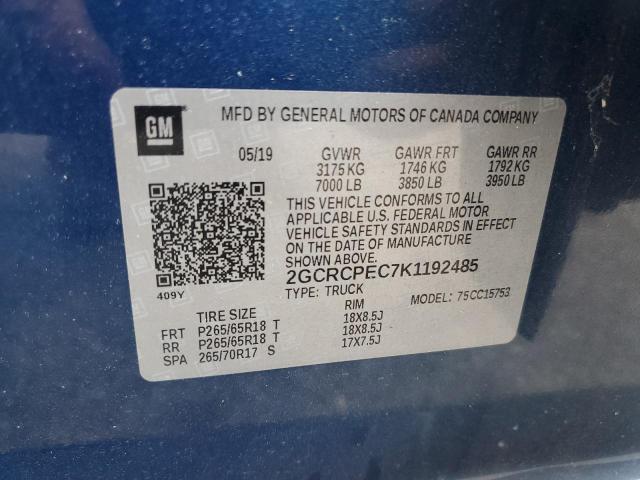 GM
MFD BY GENERAL MOTORS OF CANADA COMPANY
05/19 GVWR GAWR FRT GAWR RR
3175 KG 1746 KG 1792 KG
7000 LB 3850 LB 3950 LB
THIS VEHICLE CONFORMS TO ALL
APPLICABLE U.S. FEDERAL MOTOR
VEHICLE SAFETY STANDARDS IN
EFFECT ON THE DATE OF MANUFACTURE
SHOWN ABOVE.
2GCRCPEC7K1192485
409Y TYPE: TRUCK MODEL: 75CC15753
TIRE SIZE RIM
FRT P265/65R18 T 18X8.5J
RR P265/65R18 T 18X8.5J
SPA 265/70R17 S 17X7.5J